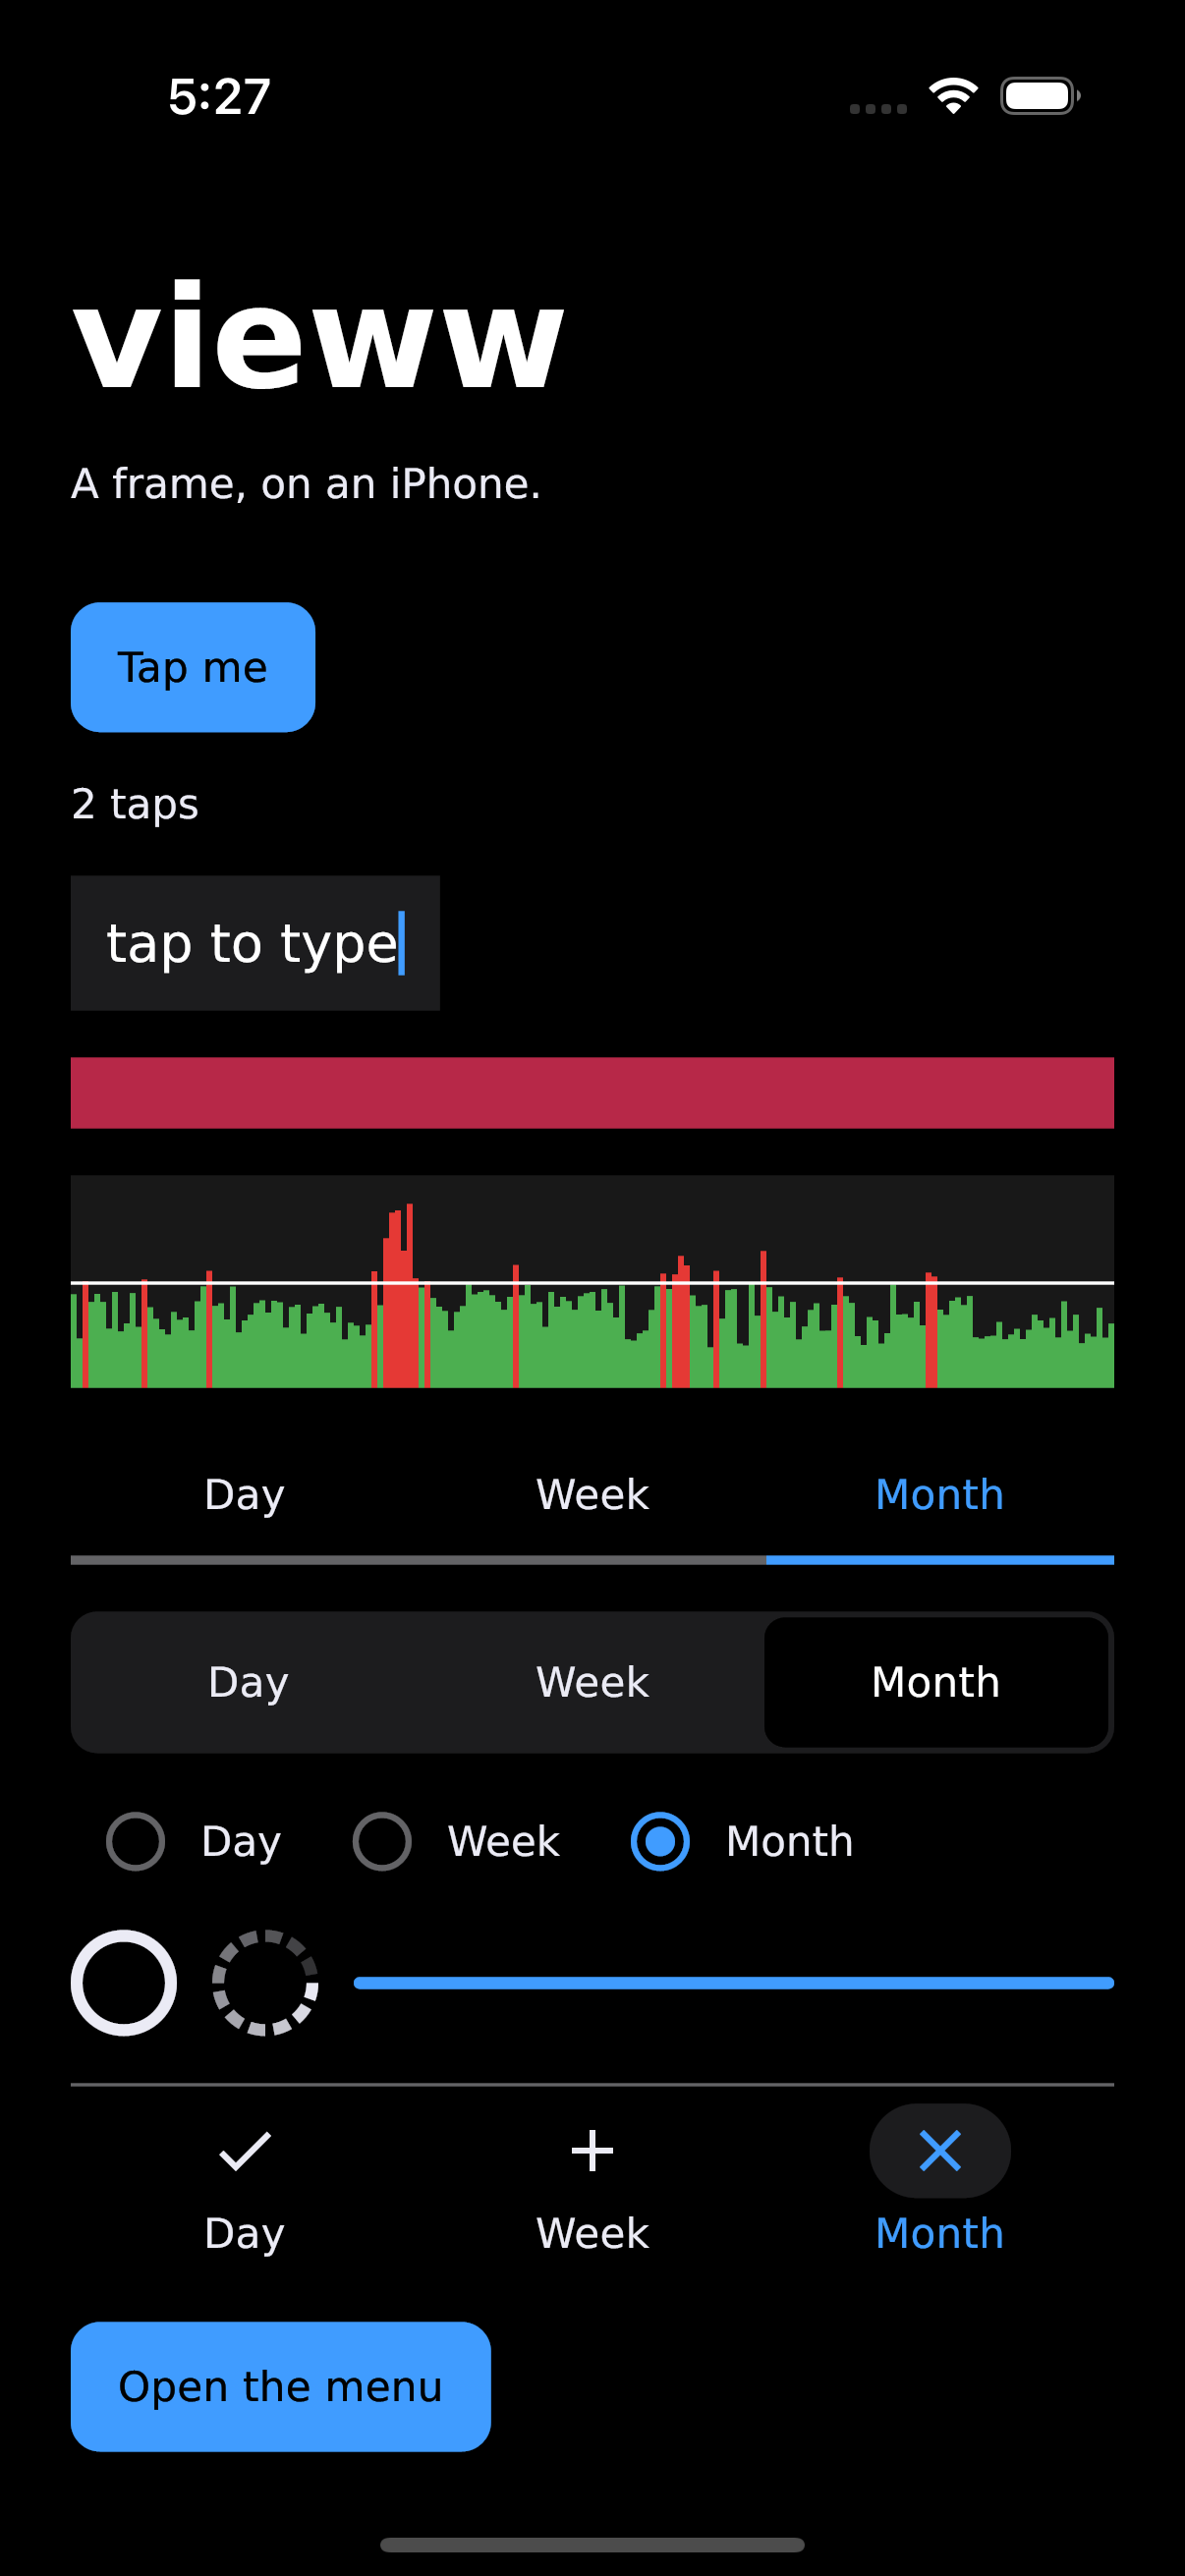 5:27
vieww
A frame, on an iPhone.
Tap me
2 taps
tap to type
Day Week Month
Day Week Month
Day Week Month
Day Week Month
Open the menu